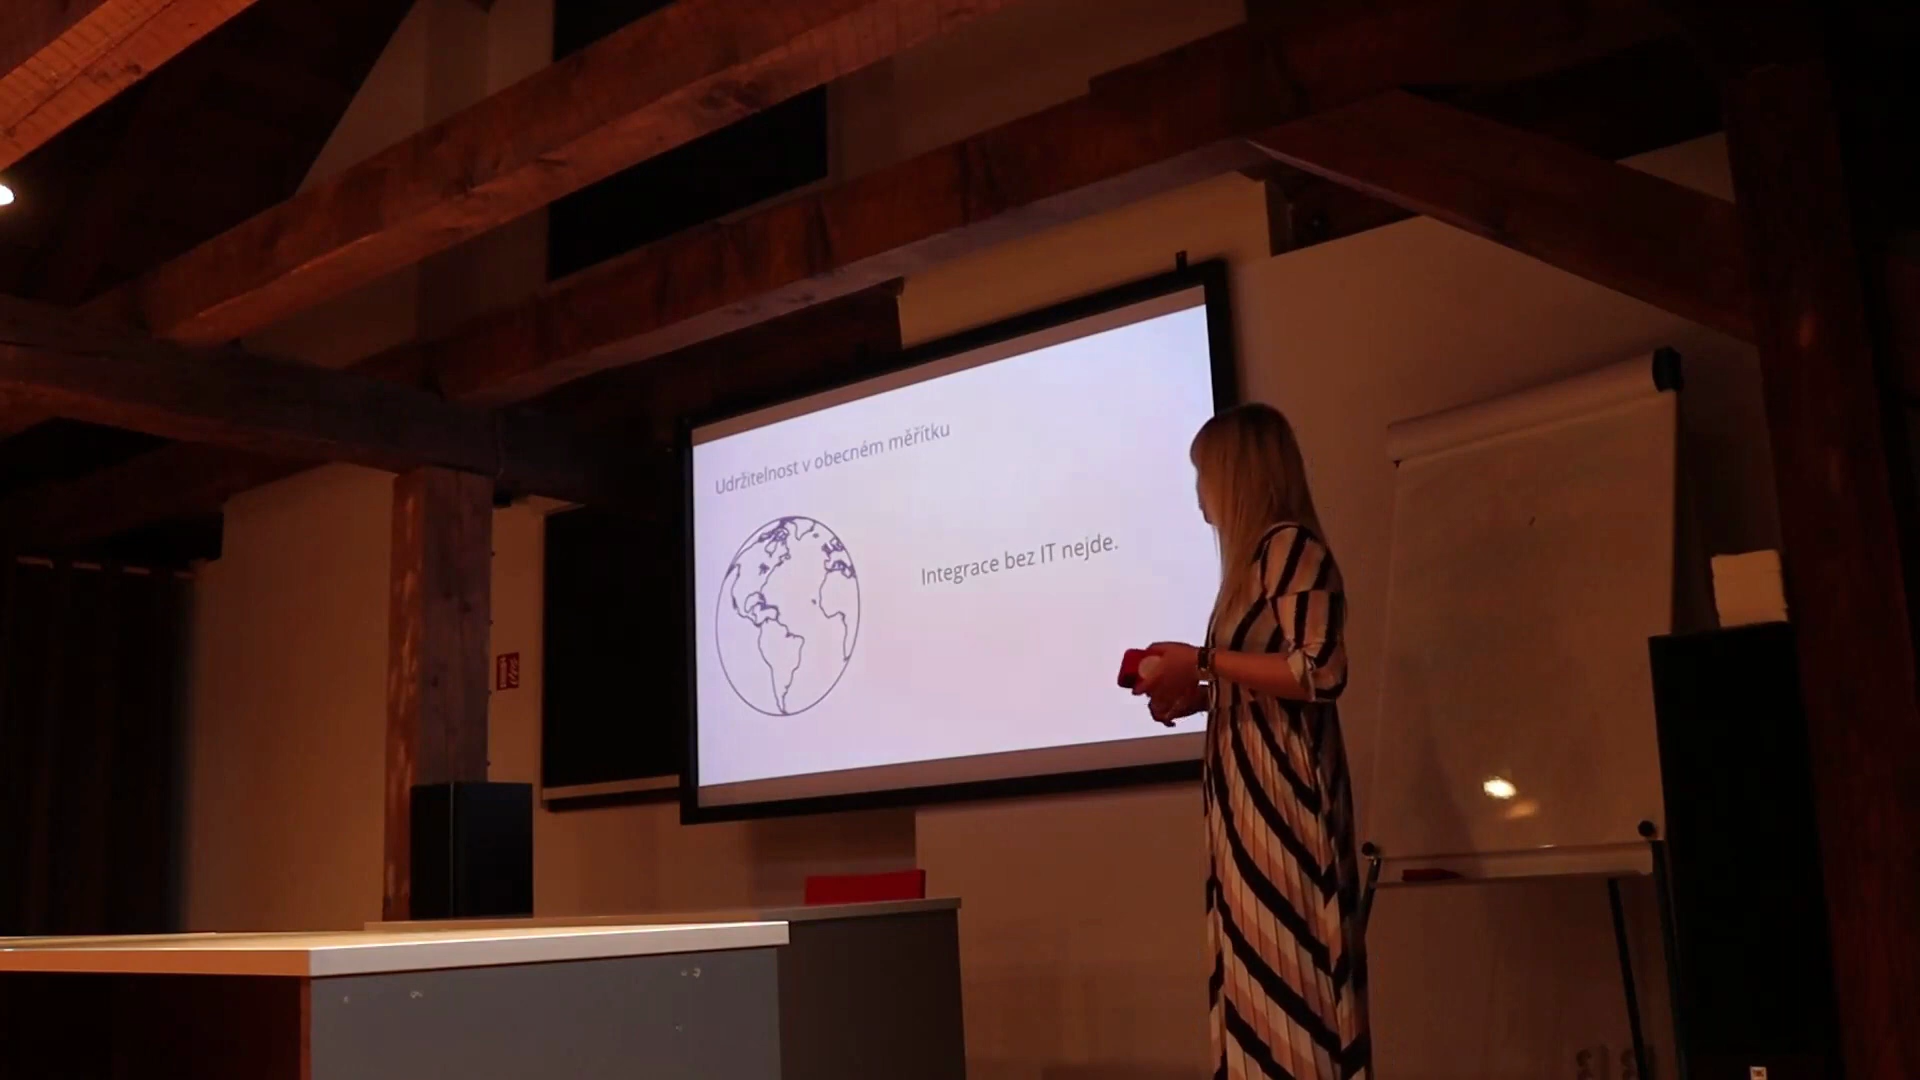 Udržitelnost v obecném měřítku
Integrace bez IT nejde.